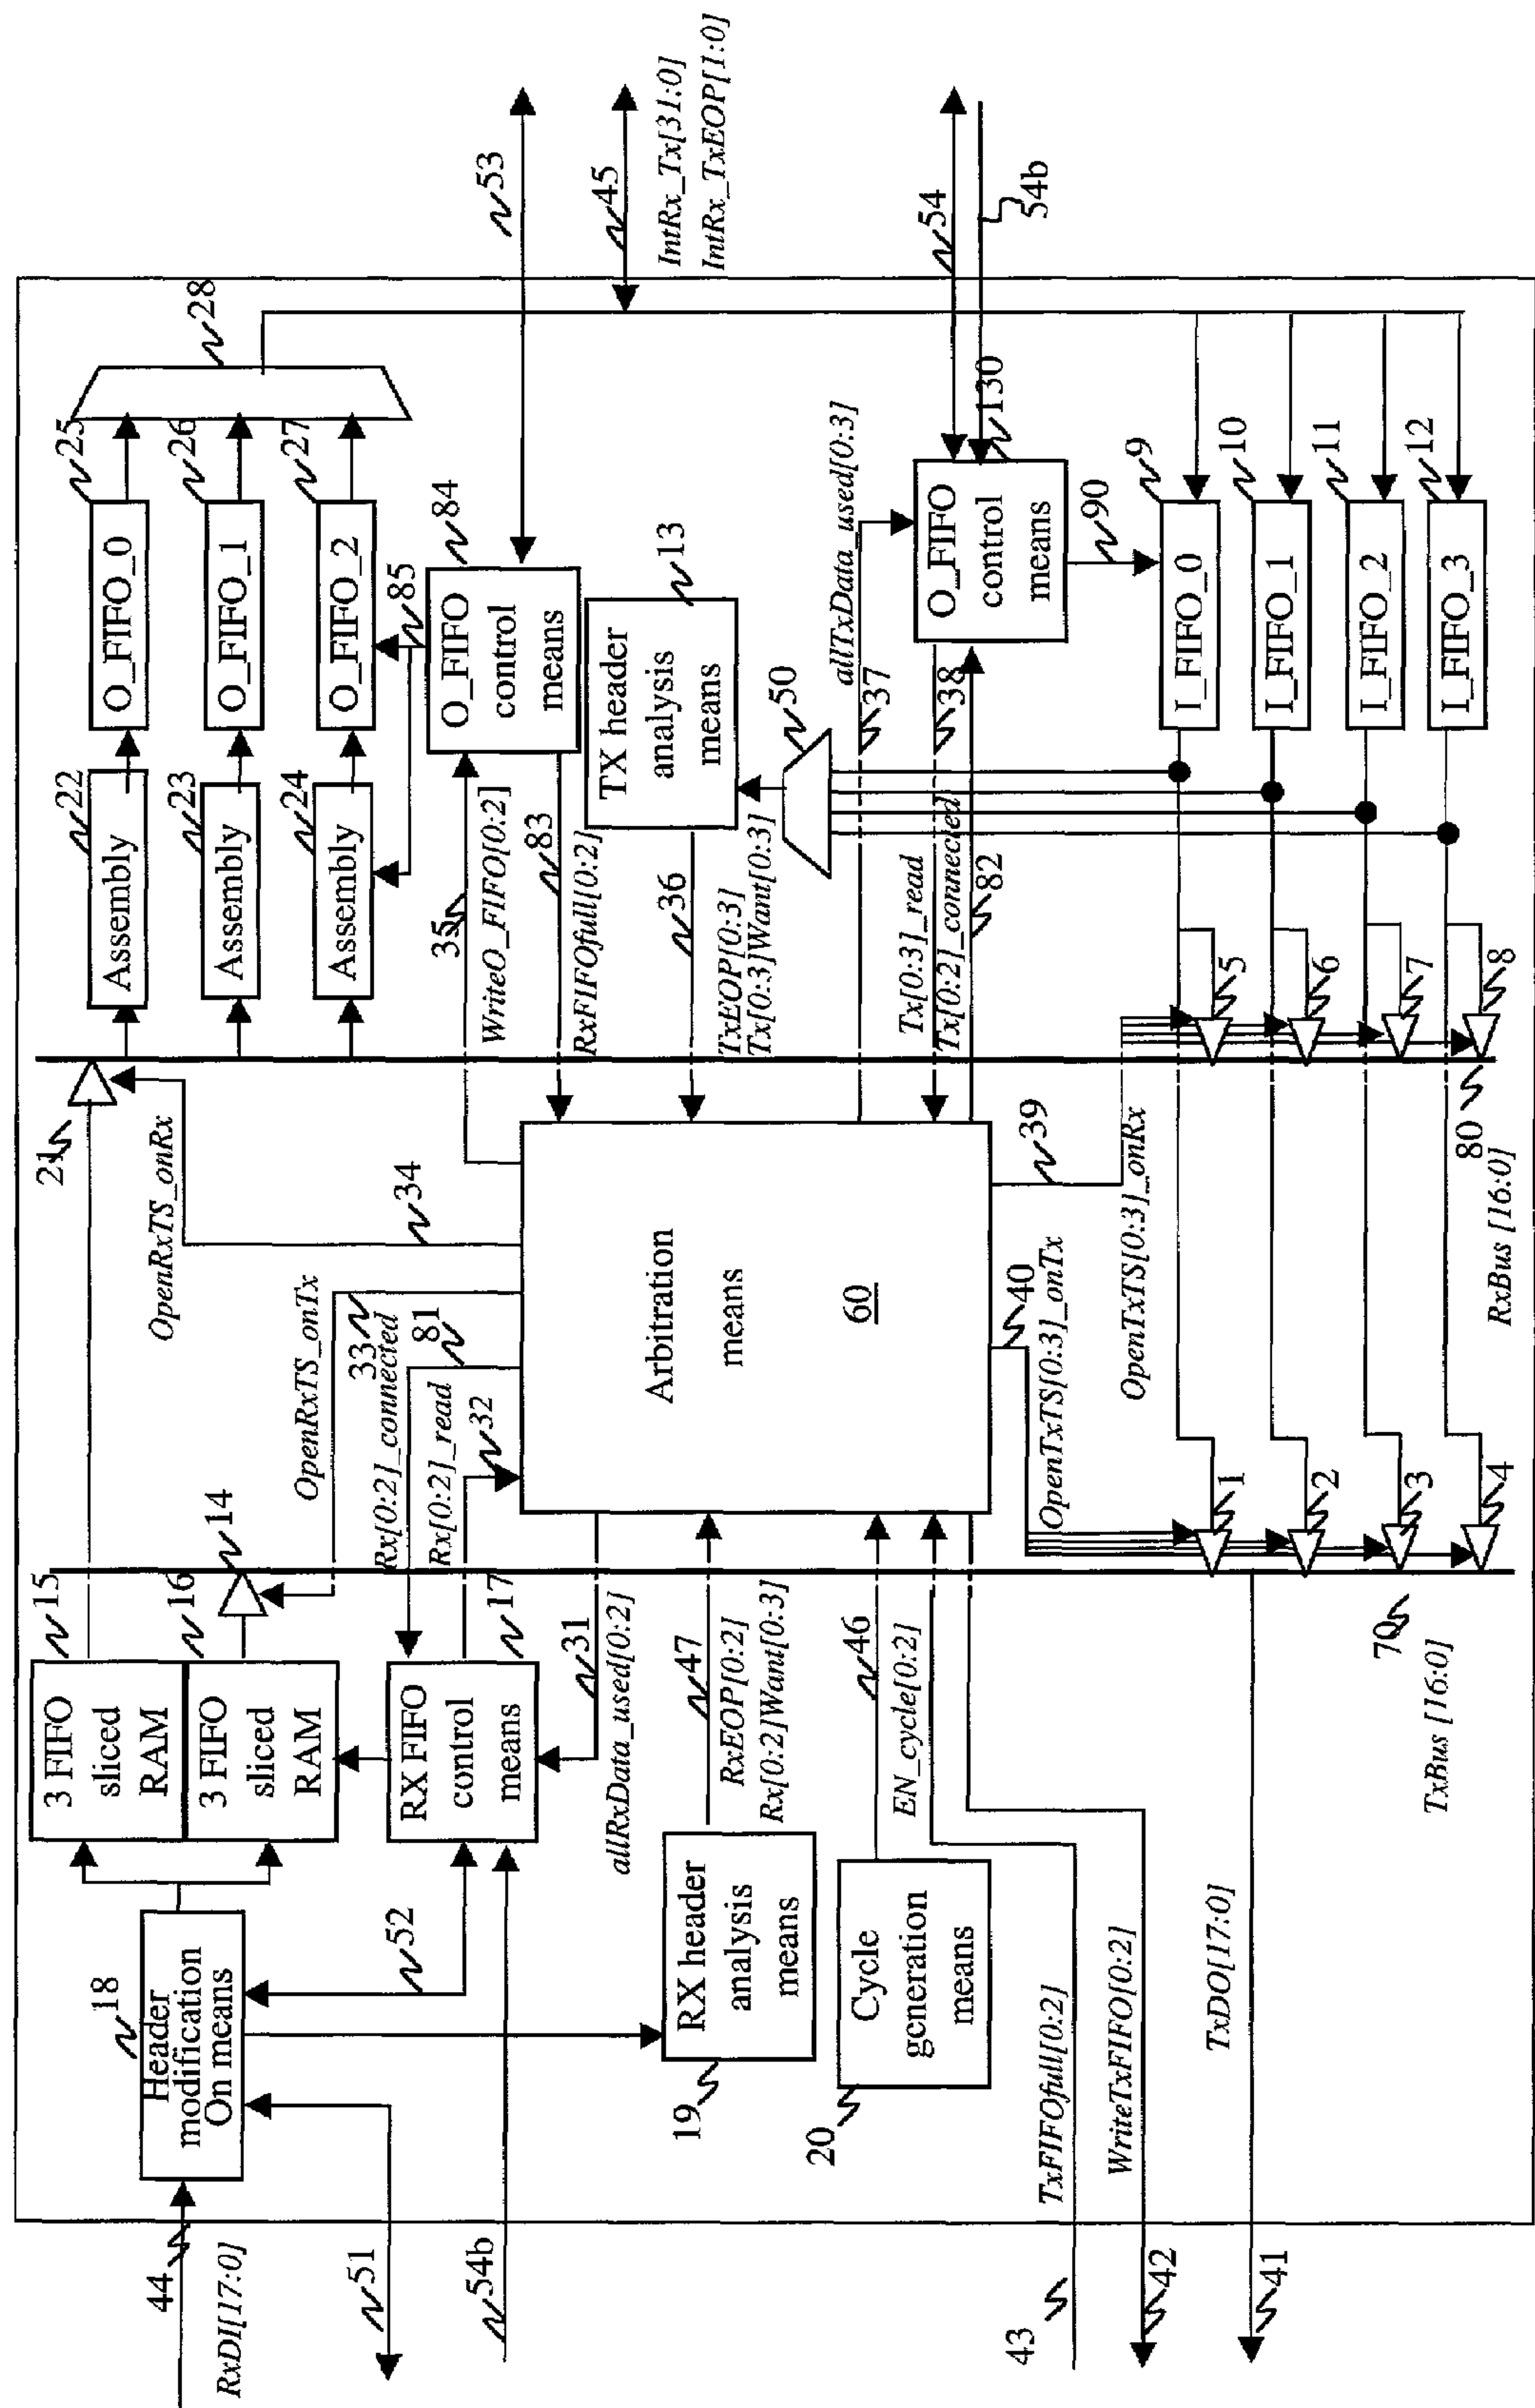 44
RxDI[17:0]
51
54b
43
42
41
18
Header
modification
On means
52
19
RX header
analysis
means
20
Cycle
generation
means
TxFIFOfull[0:2]
WriteTxFIFO[0:2]
TxDO[17:0]
15
3 FIFO
sliced
RAM
16
3 FIFO
sliced
RAM
14
17
RX FIFO
control
means
31
allRxData_used[0:2]
47
RxEOP[0:2]
Rx[0:2]Want[0:3]
46
EN_cycle[0:2]
70
TxBus [16:0]
21
OpenRxTS_onRx
34
OpenRxTS_onTx
33
Rx[0:2]_connected
81
Rx[0:2]_read
32
Arbitration
means
60
40
OpenTxTS[0:3]_onTx
39
OpenTxTS[0:3]_onRx
1
2
3
4
80
RxBus [16:0]
22
Assembly
23
Assembly
24
Assembly
25
O_FIFO_0
26
O_FIFO_1
27
O_FIFO_2
28
85
84
O_FIFO
control
means
35
WriteO_FIFO[0:2]
83
RxFIFOfull[0:2]
13
TX header
analysis
means
36
TxEOP[0:3]
Tx[0:3]Want[0:3]
50
allTxData_used[0:3]
37
38
Tx[0:3]_read
Tx[0:2]_connected
82
O_FIFO
control
means
130
90
9
I_FIFO_0
10
I_FIFO_1
11
I_FIFO_2
12
I_FIFO_3
5
6
7
8
53
45
IntRx_Tx[31:0]
IntRx_TxEOP[1:0]
54
54b